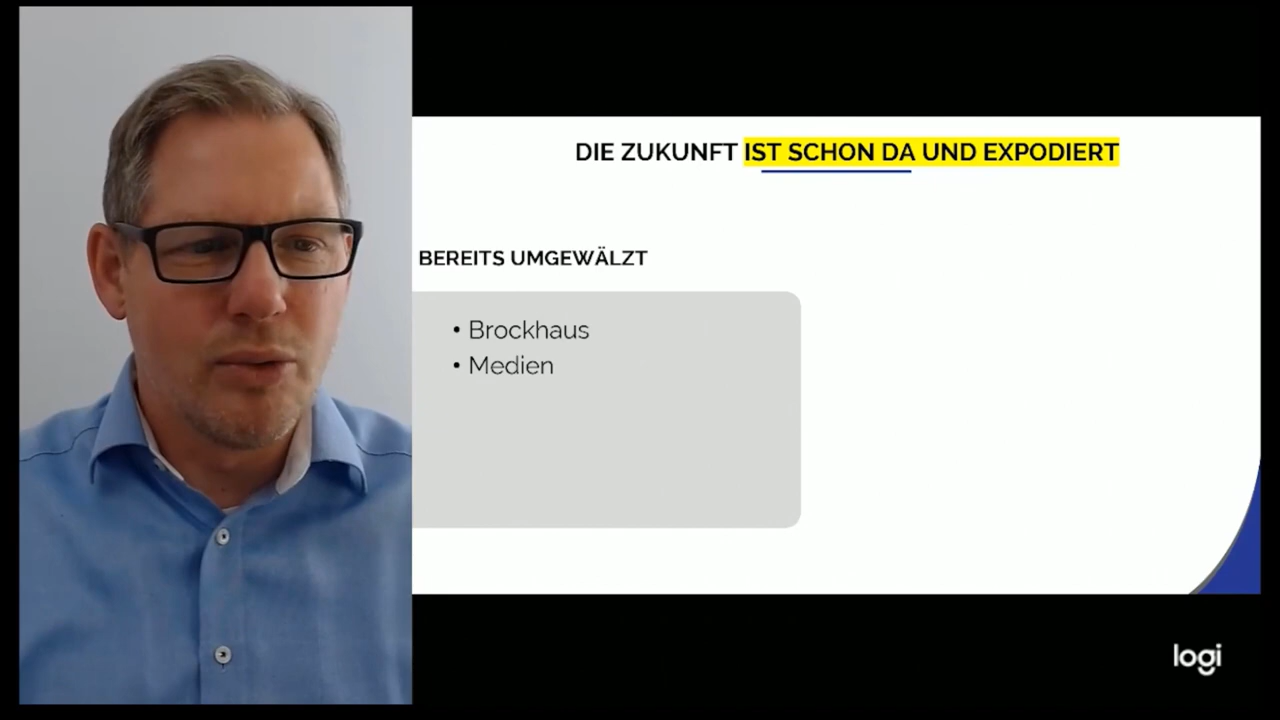 DIE ZUKUNFT IST SCHON DA UND EXPODIERT
BEREITS UMGEWÄLZT
• Brockhaus
• Medien
logi